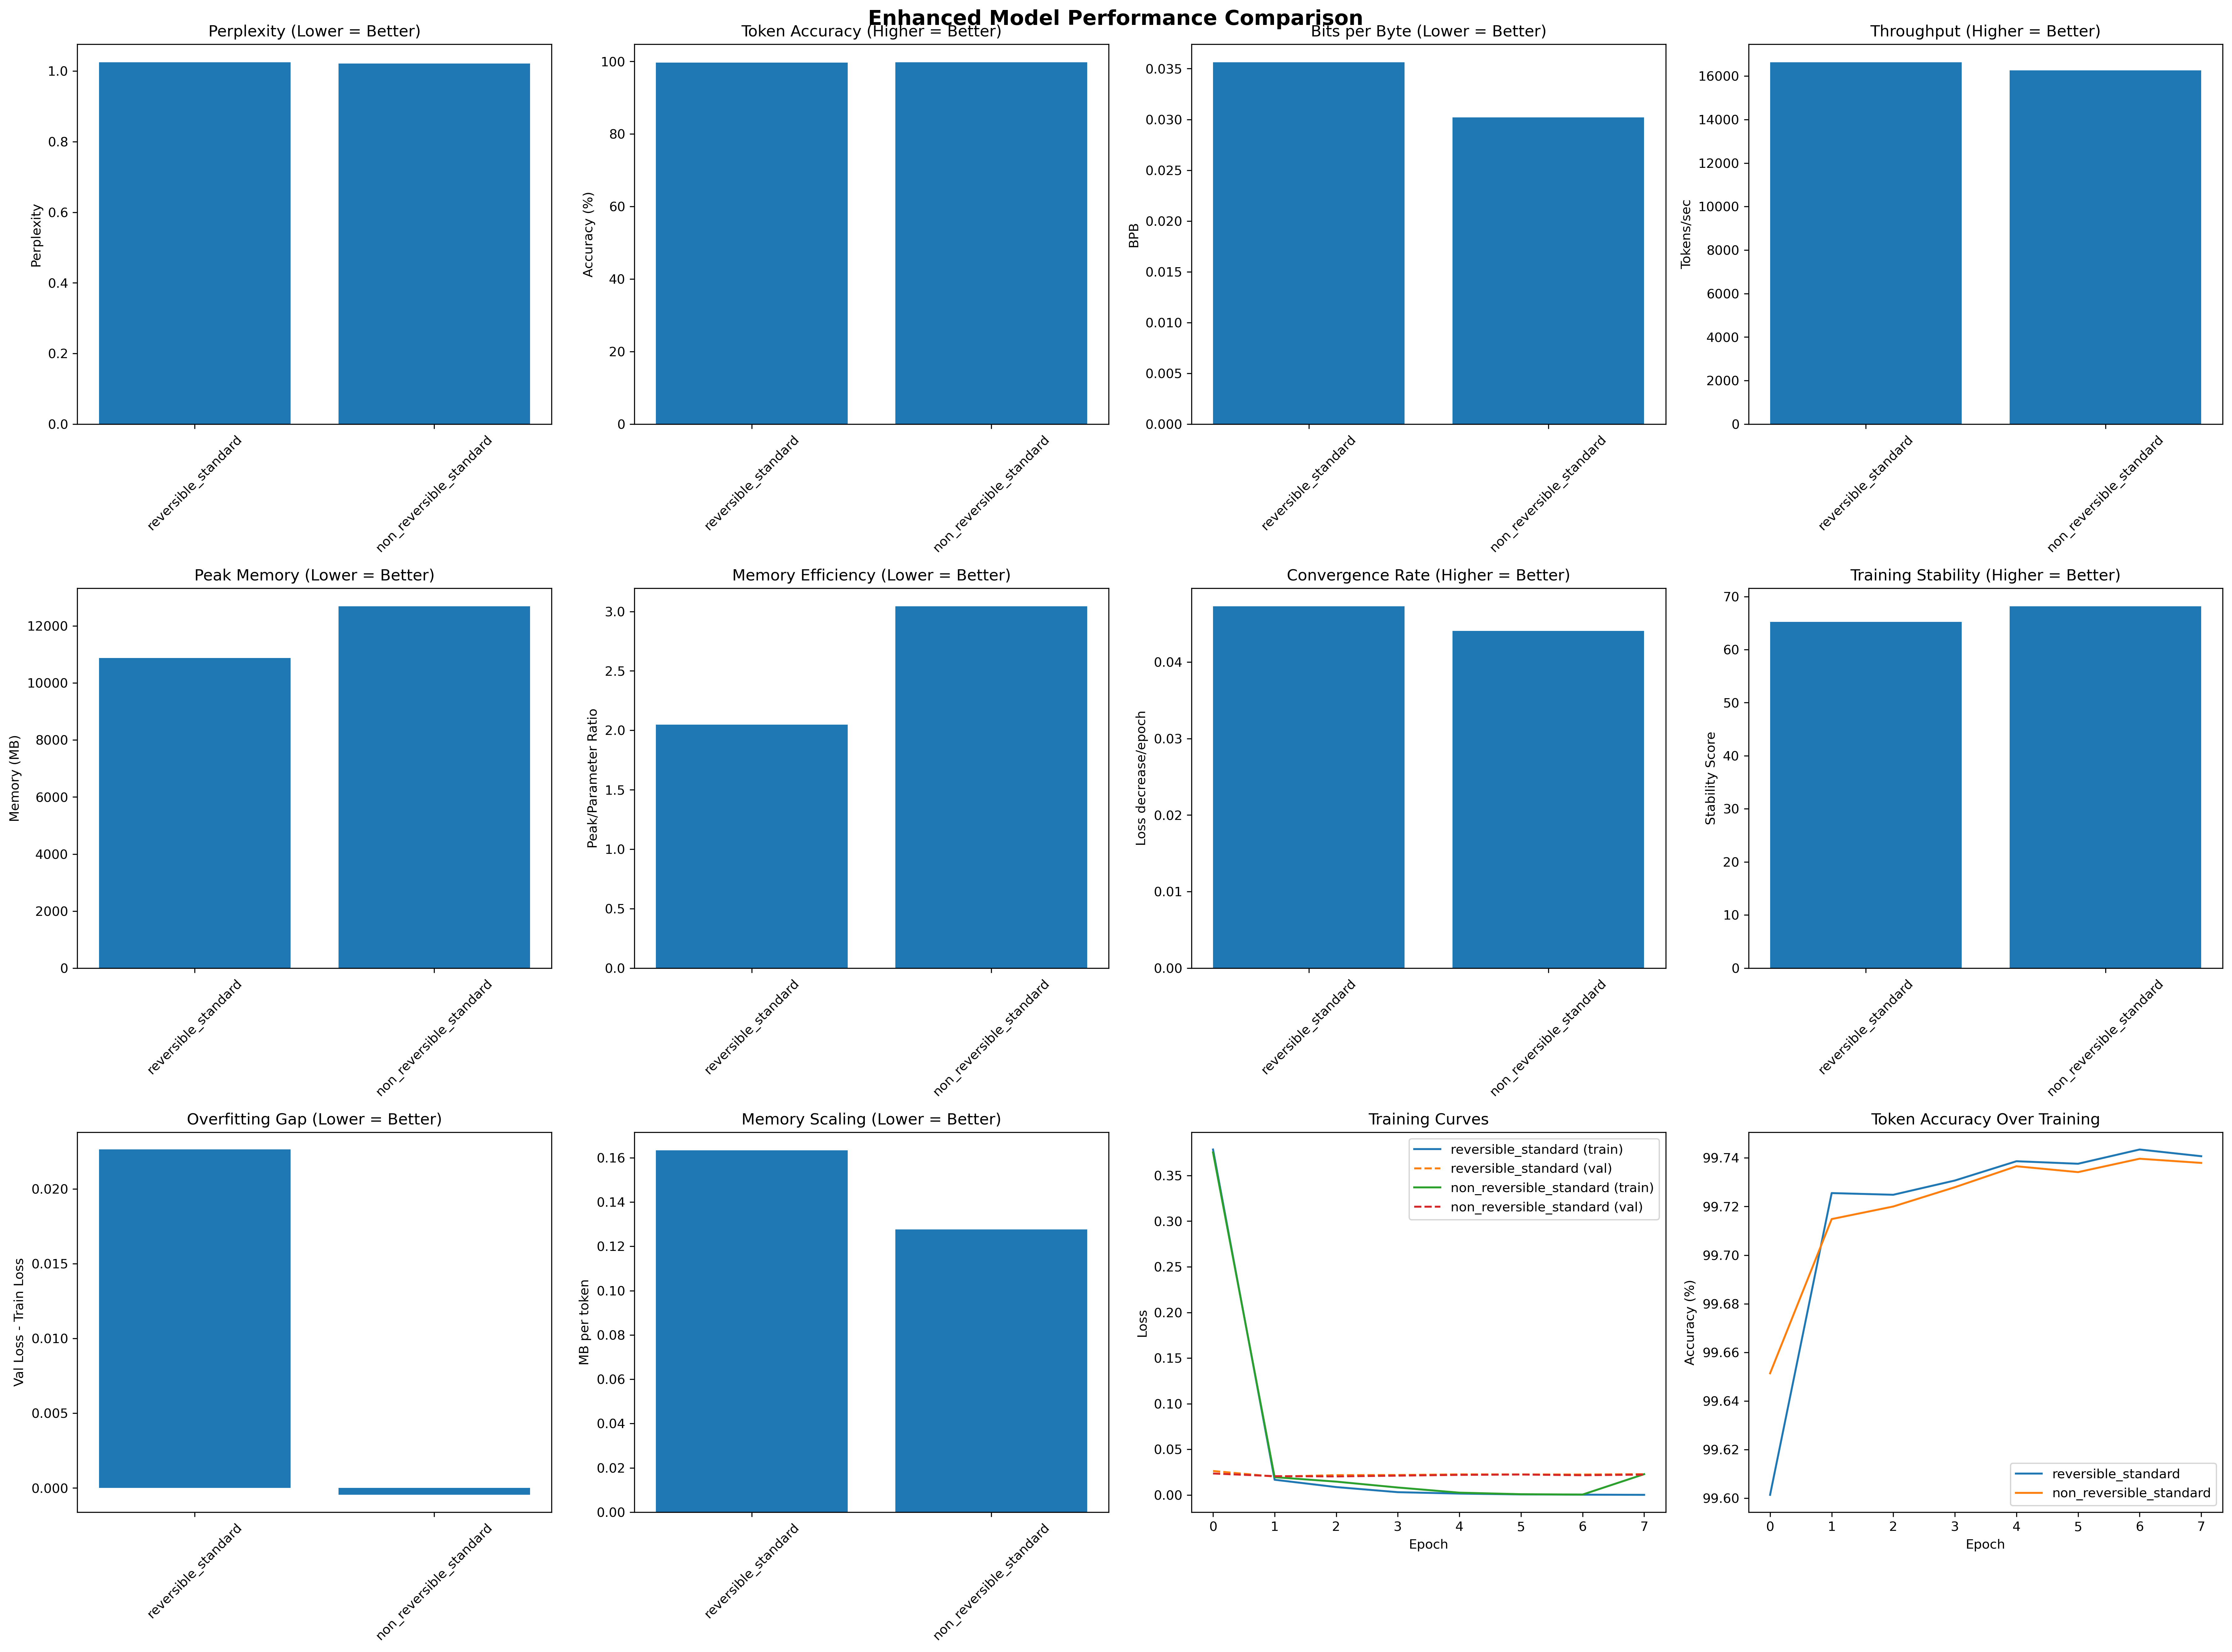 Enhanced Model Performance Comparison
Perplexity (Lower = Better)
Perplexity
1.0
0.8
0.6
0.4
0.2
0.0
reversible_standard
non_reversible_standard
Token Accuracy (Higher = Better)
Accuracy (%)
100
80
60
40
20
0
reversible_standard
non_reversible_standard
Bits per Byte (Lower = Better)
BPB
0.035
0.030
0.025
0.020
0.015
0.010
0.005
0.000
reversible_standard
non_reversible_standard
Throughput (Higher = Better)
Tokens/sec
16000
14000
12000
10000
8000
6000
4000
2000
0
reversible_standard
non_reversible_standard
Peak Memory (Lower = Better)
Memory (MB)
12000
10000
8000
6000
4000
2000
0
reversible_standard
non_reversible_standard
Memory Efficiency (Lower = Better)
Peak/Parameter Ratio
3.0
2.5
2.0
1.5
1.0
0.5
0.0
reversible_standard
non_reversible_standard
Convergence Rate (Higher = Better)
Loss decrease/epoch
0.04
0.03
0.02
0.01
0.00
reversible_standard
non_reversible_standard
Training Stability (Higher = Better)
Stability Score
70
60
50
40
30
20
10
0
reversible_standard
non_reversible_standard
Overfitting Gap (Lower = Better)
Val Loss - Train Loss
0.020
0.015
0.010
0.005
0.000
reversible_standard
non_reversible_standard
Memory Scaling (Lower = Better)
MB per token
0.16
0.14
0.12
0.10
0.08
0.06
0.04
0.02
0.00
reversible_standard
non_reversible_standard
Training Curves
Loss
0.35
0.30
0.25
0.20
0.15
0.10
0.05
0.00
reversible_standard (train)
reversible_standard (val)
non_reversible_standard (train)
non_reversible_standard (val)
0 1 2 3 4 5 6 7
Epoch
Token Accuracy Over Training
Accuracy (%)
99.74
99.72
99.70
99.68
99.66
99.64
99.62
99.60
reversible_standard
non_reversible_standard
0 1 2 3 4 5 6 7
Epoch